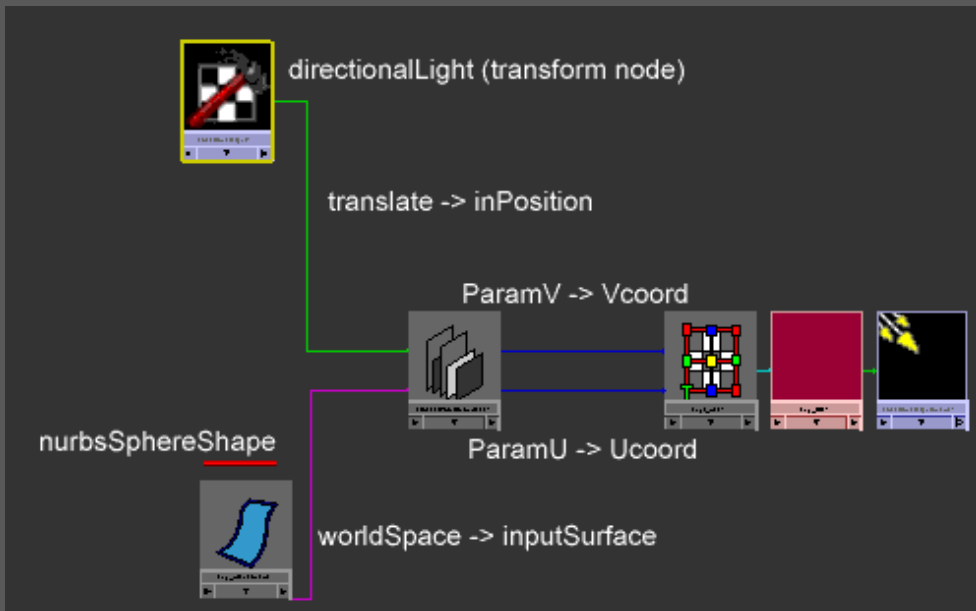 directionalLight (transform node)
translate -> inPosition
ParamV -> Vcoord
nurbsSphereShape
ParamU -> Ucoord
worldSpace -> inputSurface